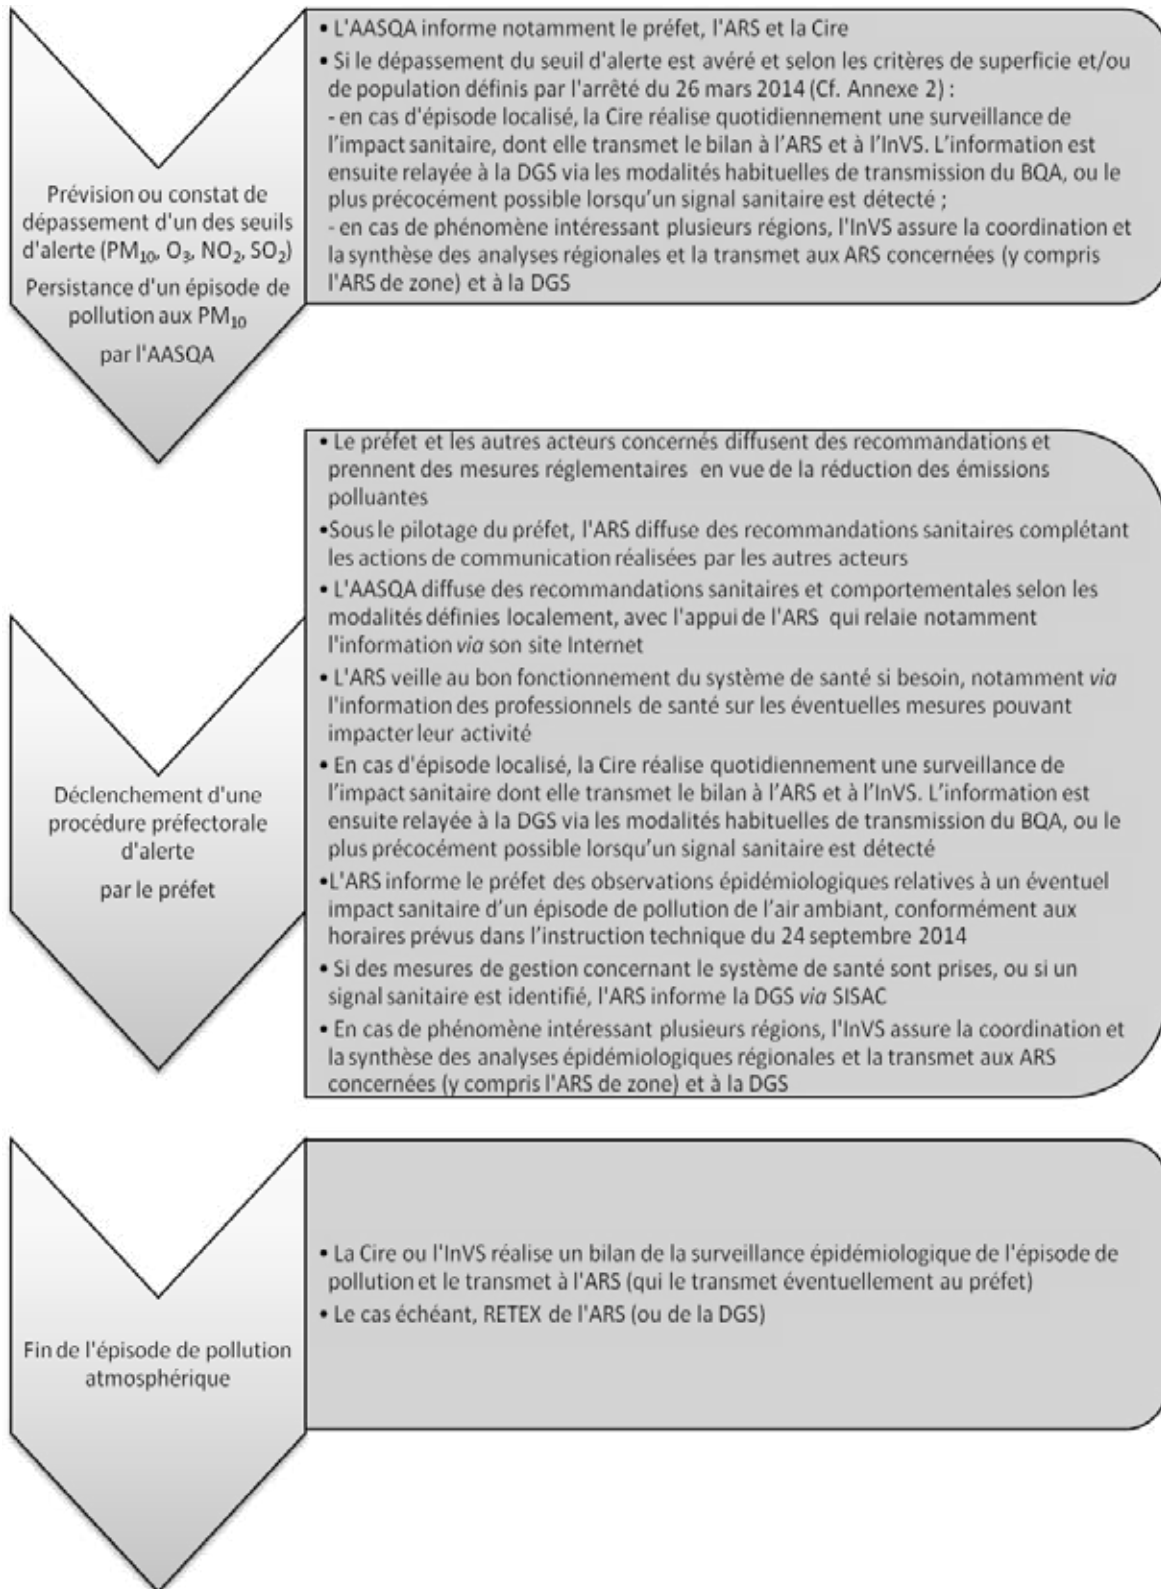 Prévision ou constat de
dépassement d'un des seuils
d'alerte (PM10, O3, NO2, SO2)
Persistance d'un épisode de
pollution aux PM10
par l'AASQA
• L'AASQA informe notamment le préfet, l'ARS et la Cire
• Si le dépassement du seuil d'alerte est avéré et selon les critères de superficie et/ou
de population définis par l'arrêté du 26 mars 2014 (Cf. Annexe 2) :
- en cas d'épisode localisé, la Cire réalise quotidiennement une surveillance de
l'impact sanitaire, dont elle transmet le bilan à l'ARS et à l'InVS. L'information est
ensuite relayée à la DGS via les modalités habituelles de transmission du BQA, ou le
plus précocément possible lorsqu'un signal sanitaire est détecté ;
- en cas de phénomène intéressant plusieurs régions, l'InVS assure la coordination et
la synthèse des analyses régionales et la transmet aux ARS concernées (y compris
l'ARS de zone) et à la DGS
Déclenchement d'une
procédure préfectorale
d'alerte
par le préfet
• Le préfet et les autres acteurs concernés diffusent des recommandations et
prennent des mesures réglementaires en vue de la réduction des émissions
polluantes
•Sous le pilotage du préfet, l'ARS diffuse des recommandations sanitaires complétant
les actions de communication réalisées par les autres acteurs
• L'AASQA diffuse des recommandations sanitaires et comportementales selon les
modalités définies localement, avec l'appui de l'ARS qui relaie notamment
l'information via son site Internet
• L'ARS veille au bon fonctionnement du système de santé si besoin, notamment via
l'information des professionnels de santé sur les éventuelles mesures pouvant
impacter leur activité
• En cas d'épisode localisé, la Cire réalise quotidiennement une surveillance de
l'impact sanitaire dont elle transmet le bilan à l'ARS et à l'InVS. L'information est
ensuite relayée à la DGS via les modalités habituelles de transmission du BQA, ou le
plus précocément possible lorsqu'un signal sanitaire est détecté
•L'ARS informe le préfet des observations épidémiologiques relatives à un éventuel
impact sanitaire d'un épisode de pollution de l'air ambiant, conformément aux
horaires prévus dans l'instruction technique du 24 septembre 2014
• Si des mesures de gestion concernant le système de santé sont prises, ou si un
signal sanitaire est identifié, l'ARS informe la DGS via SISAC
• En cas de phénomène intéressant plusieurs régions, l'InVS assure la coordination et
la synthèse des analyses épidémiologiques régionales et la transmet aux ARS
concernées (y compris l'ARS de zone) et à la DGS
Fin de l'épisode de pollution
atmosphérique
• La Cire ou l'InVS réalise un bilan de la surveillance épidémiologique de l'épisode de
pollution et le transmet à l'ARS (qui le transmet éventuellement au préfet)
• Le cas échéant, RETEX de l'ARS (ou de la DGS)